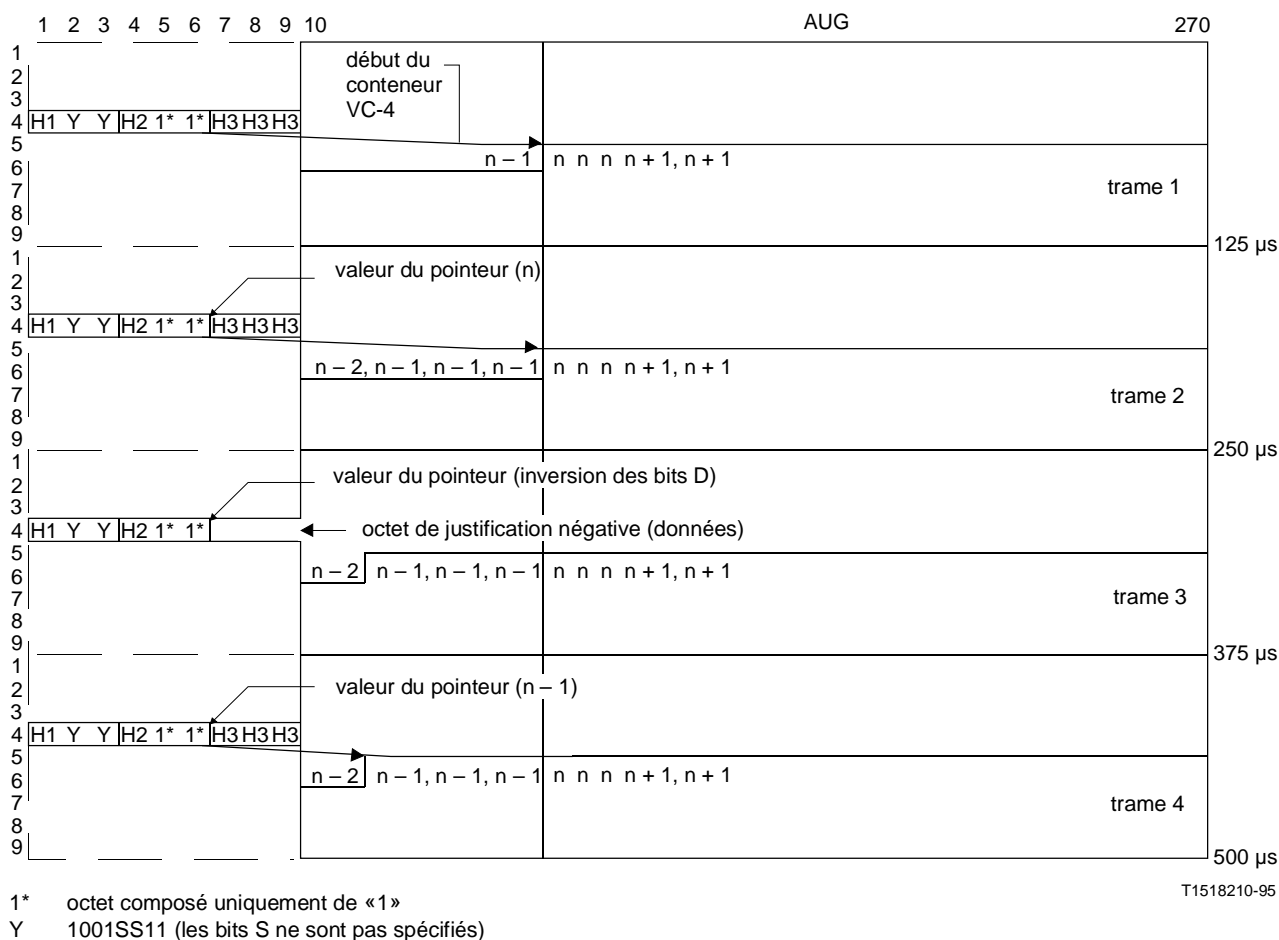 1 2 3 4 5 6 7 8 9 10 AUG 270
1
2
3
4 H1 Y Y H2 1* 1* H3 H3 H3
5
6
7
8
9
début du
conteneur
VC-4
n – 1 n n n n + 1, n + 1
trame 1
125 µs
1
2
3
4 H1 Y Y H2 1* 1* H3 H3 H3
5
6
7
8
9
valeur du pointeur (n)
n – 2, n – 1, n – 1, n – 1 n n n n + 1, n + 1
trame 2
250 µs
1
2
3
4 H1 Y Y H2 1* 1*
5
6
7
8
9
valeur du pointeur (inversion des bits D)
octet de justification négative (données)
n – 2 n – 1, n – 1, n – 1 n n n n + 1, n + 1
trame 3
375 µs
1
2
3
4 H1 Y Y H2 1* 1* H3 H3 H3
5
6
7
8
9
valeur du pointeur (n – 1)
n – 2 n – 1, n – 1, n – 1 n n n n + 1, n + 1
trame 4
500 µs
T1518210-95
1* octet composé uniquement de «1»
Y 1001SS11 (les bits S ne sont pas spécifiés)